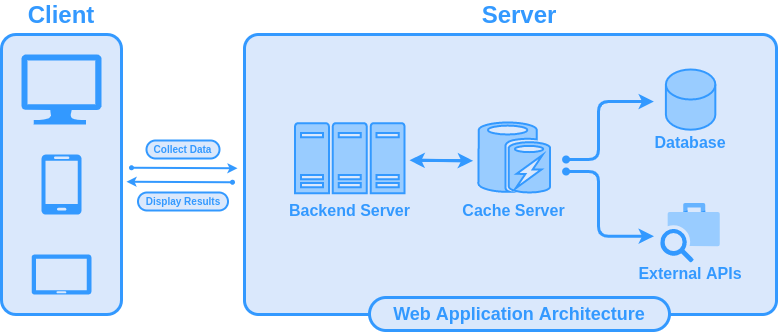 Client
Server
Collect Data
Display Results
Backend Server
Cache Server
Database
External APIs
Web Application Architecture